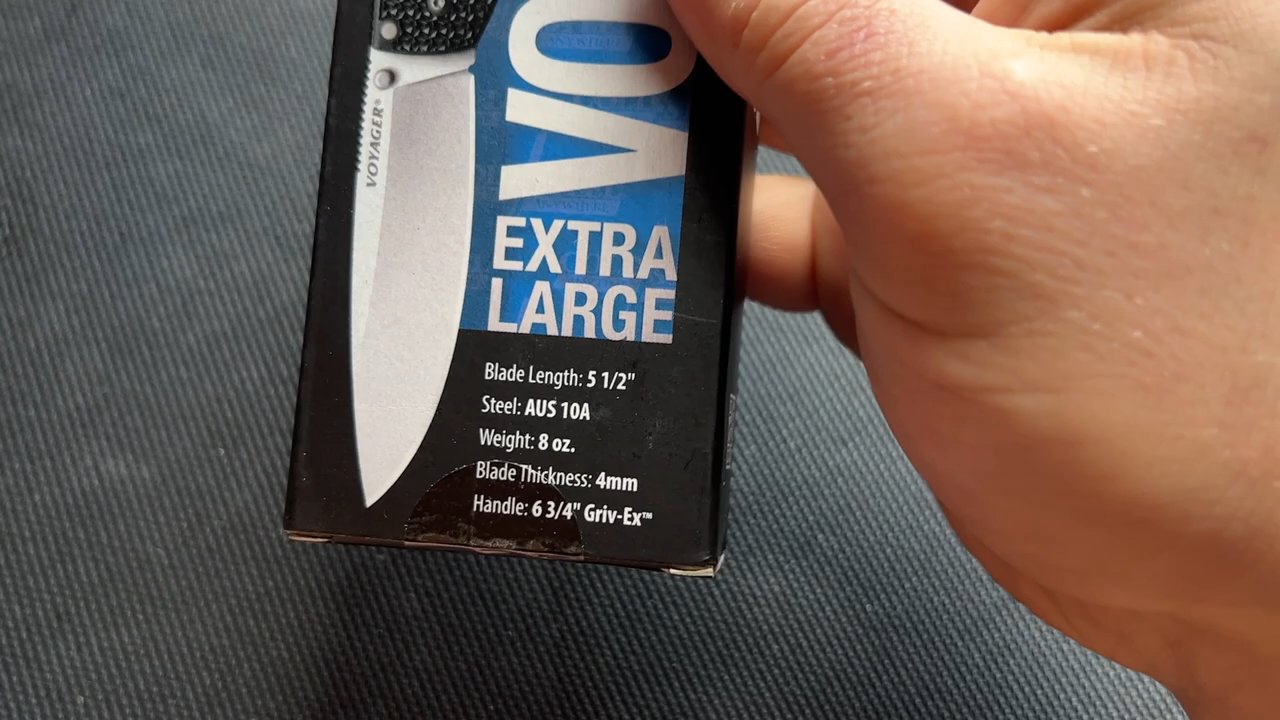 VOYAGER®
VO
EXTRA
LARGE
Blade Length: 5 1/2"
Steel: AUS 10A
Weight: 8 oz.
Blade Thickness: 4mm
Handle: 6 3/4" Griv-Ex™